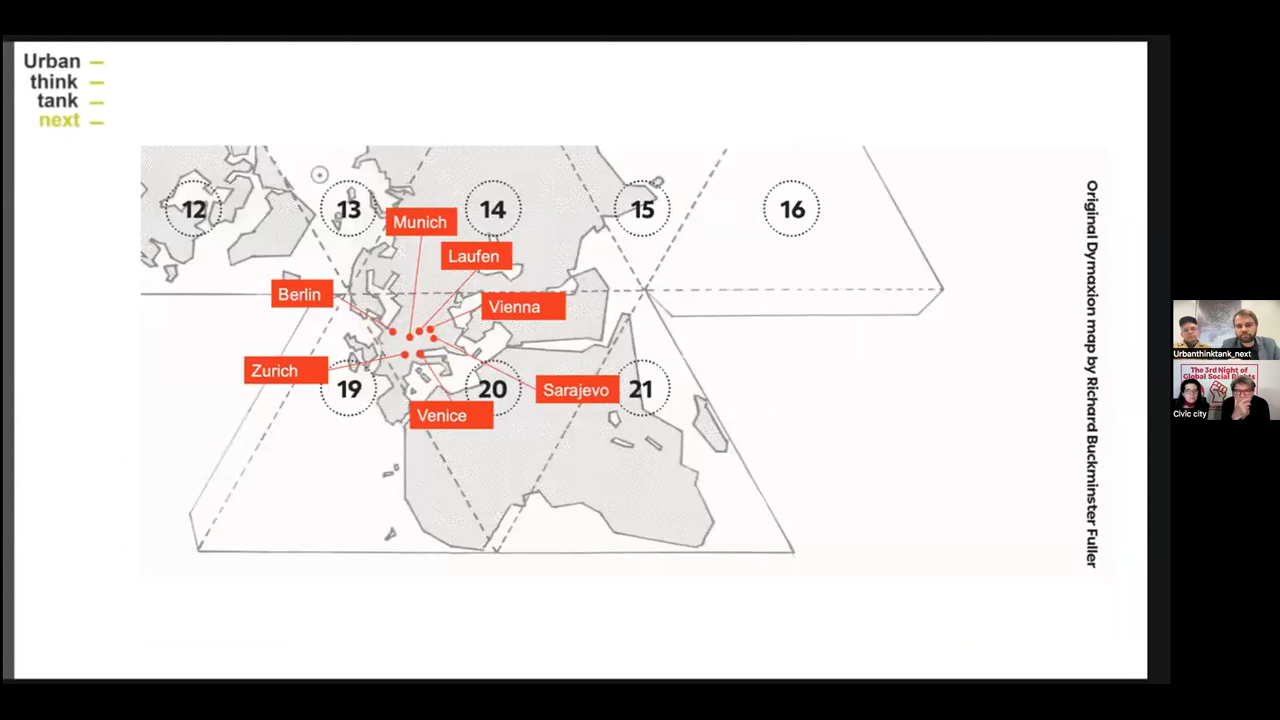 Urban
think
tank
next
12
13
14
15
16
Munich
Laufen
Berlin
Vienna
Zurich
19
20
Sarajevo
21
Venice
Original Dymaxion map by Richard Buckminster Fuller
Urbanthinktank_next
The 3rd Night of
Global Social Rights
Civic city